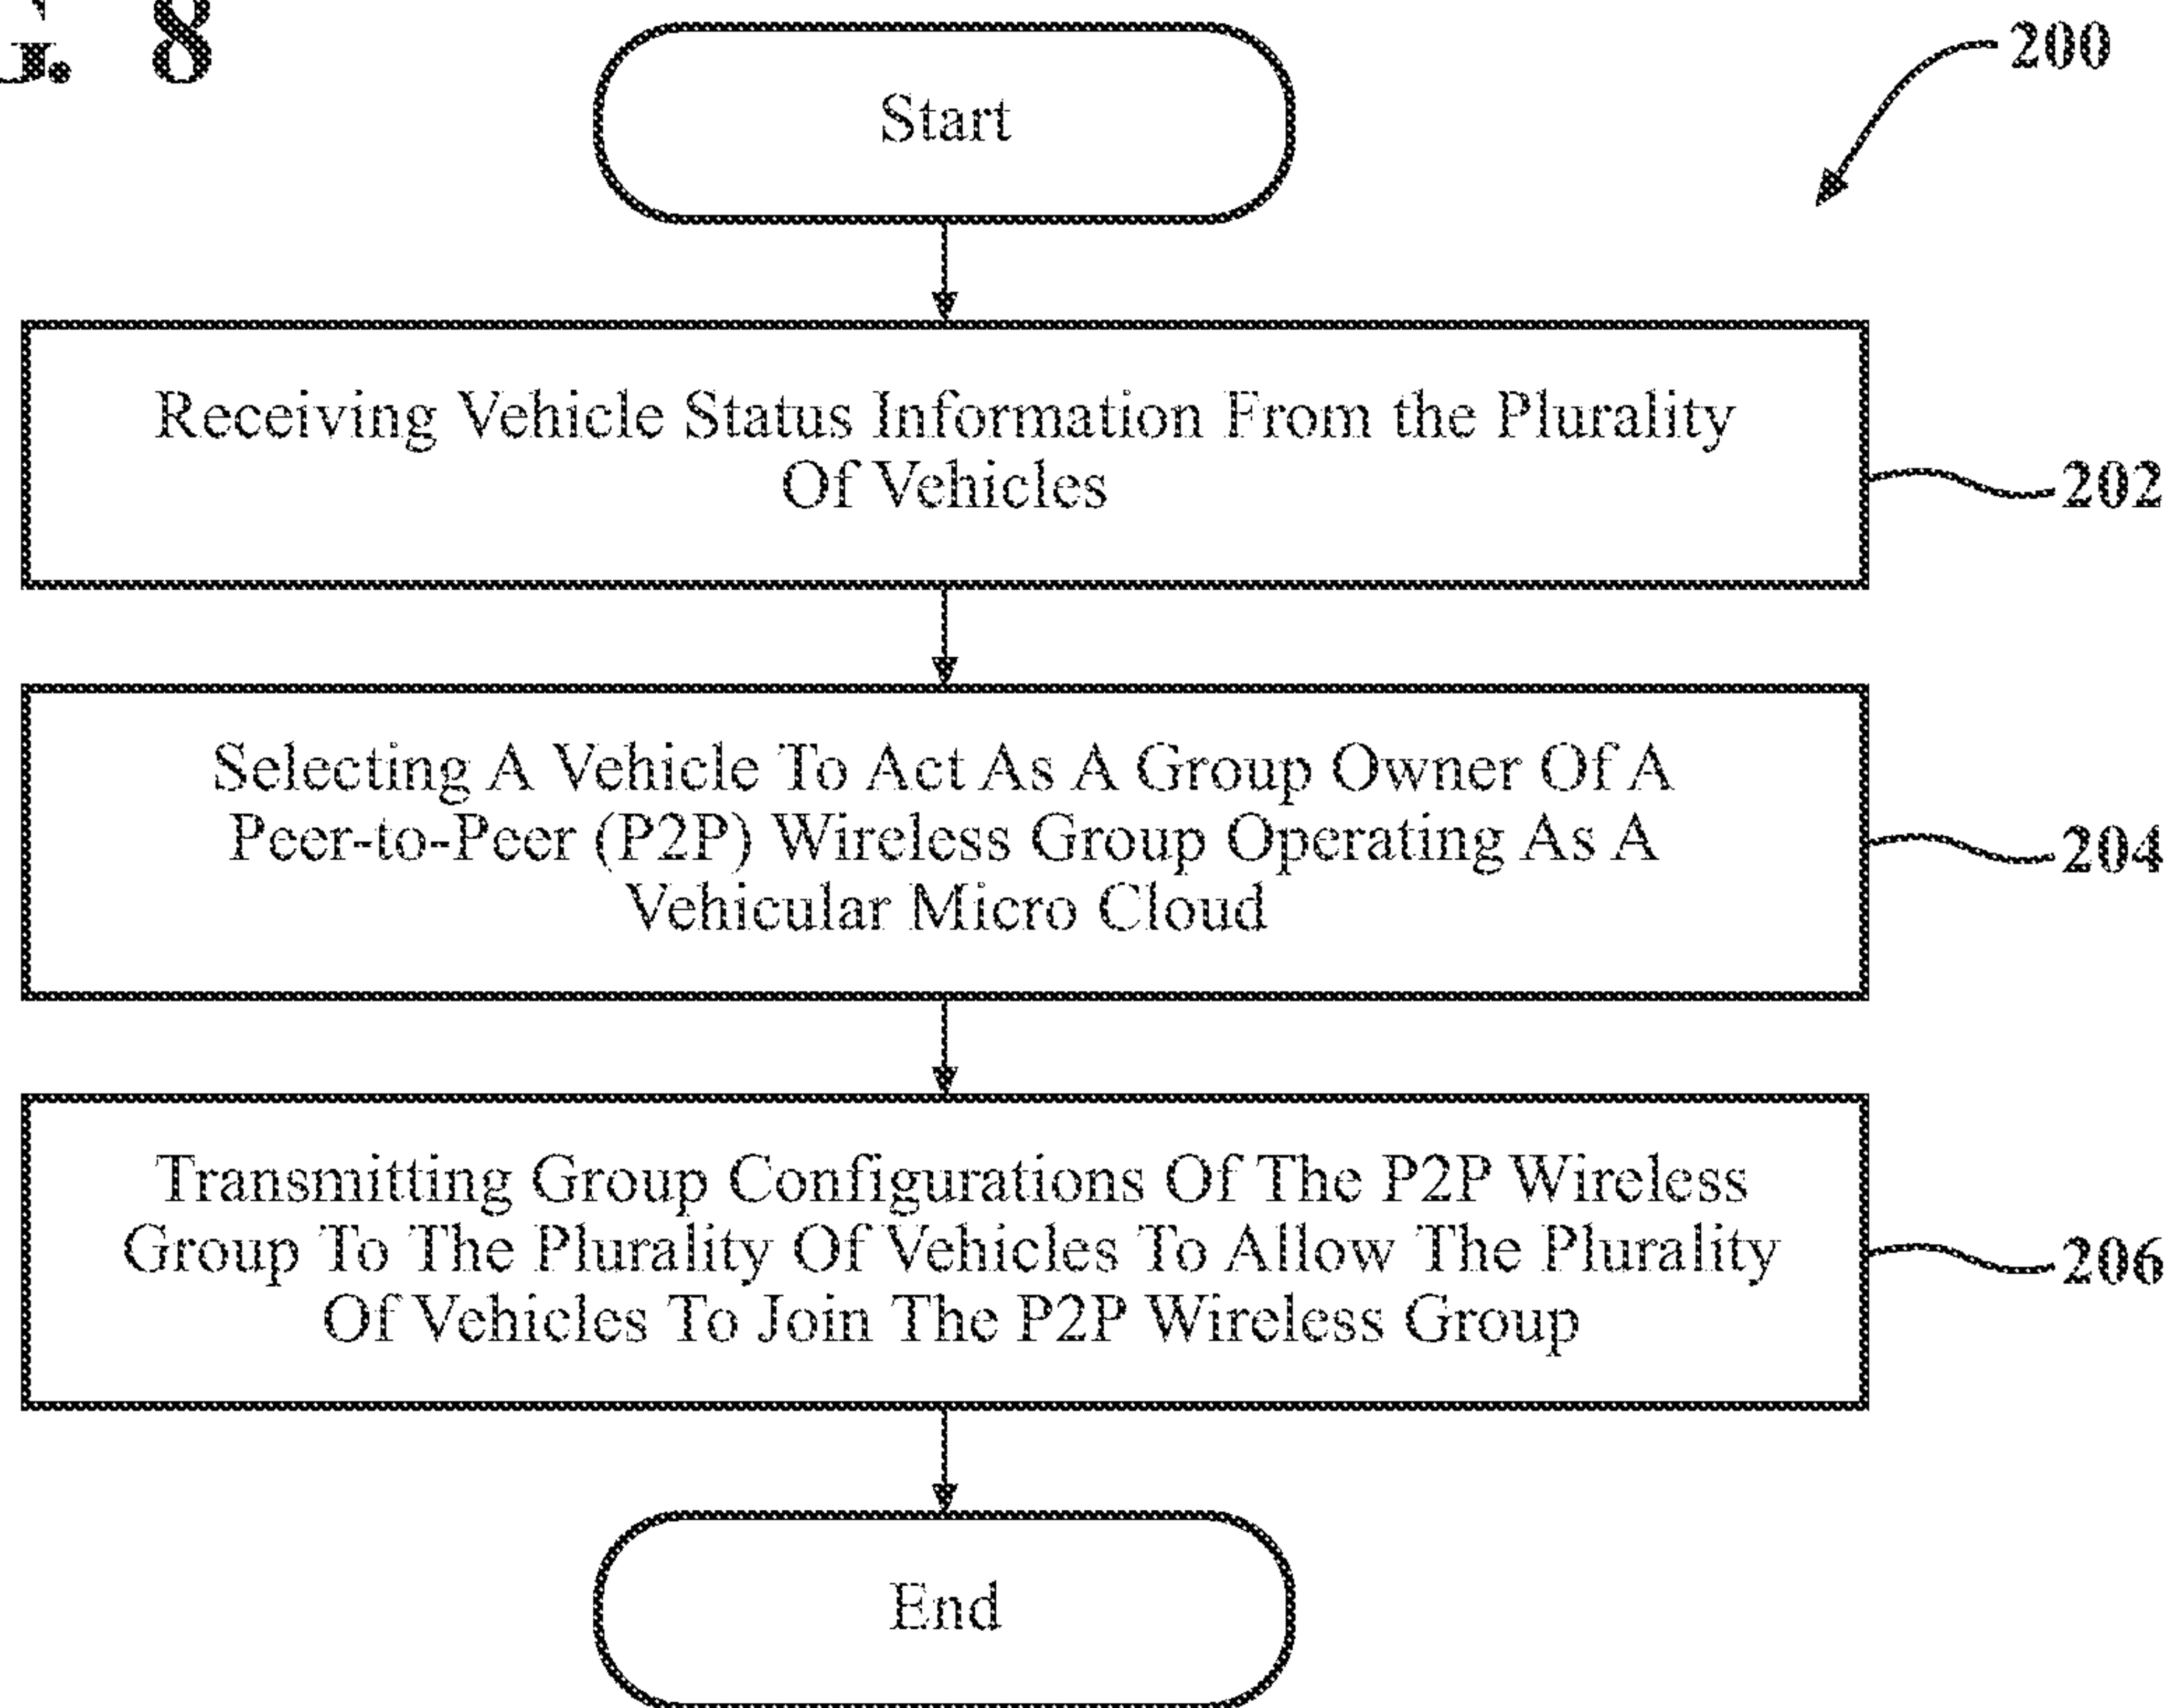 G. 8
200
Start
Receiving Vehicle Status Information From the Plurality
Of Vehicles
202
Selecting A Vehicle To Act As A Group Owner Of A
Peer-to-Peer (P2P) Wireless Group Operating As A
Vehicular Micro Cloud
204
Transmitting Group Configurations Of The P2P Wireless
Group To The Plurality Of Vehicles To Allow The Plurality
Of Vehicles To Join The P2P Wireless Group
206
End